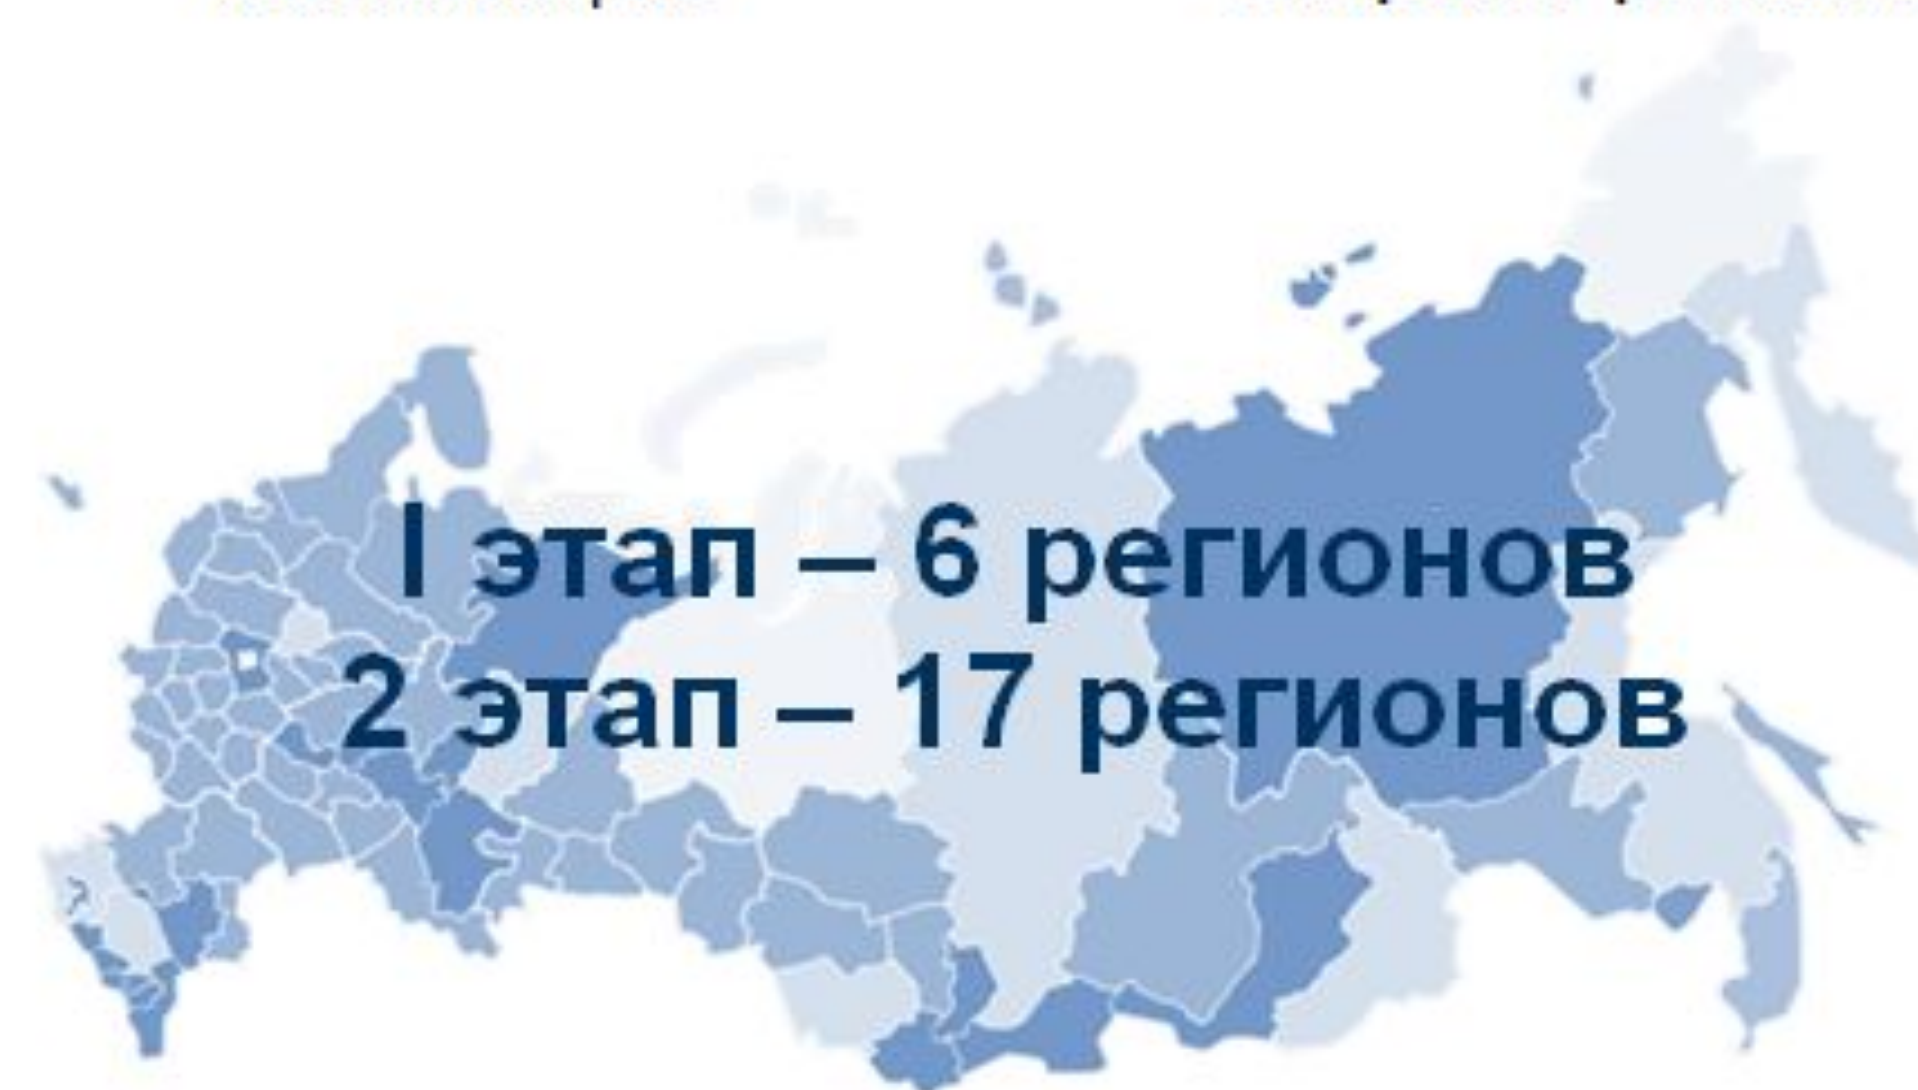 I этап – 6 регионов
2 этап – 17 регионов